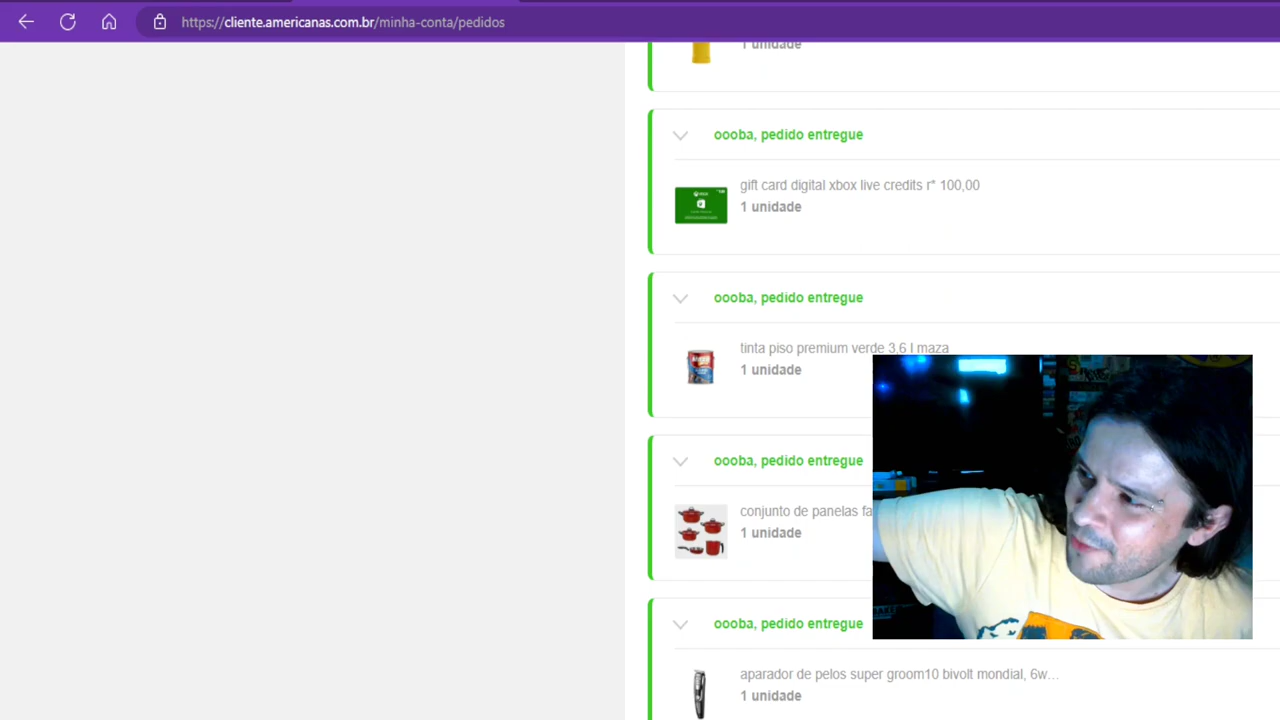 https://cliente.americanas.com.br/minha-conta/pedidos
1 unidade
oooba, pedido entregue
gift card digital xbox live credits r* 100,00
1 unidade
oooba, pedido entregue
tinta piso premium verde 3,6 l maza
1 unidade
oooba, pedido entregue
conjunto de panelas fa
1 unidade
oooba, pedido entregue
aparador de pelos super groom10 bivolt mondial, 6w...
1 unidade